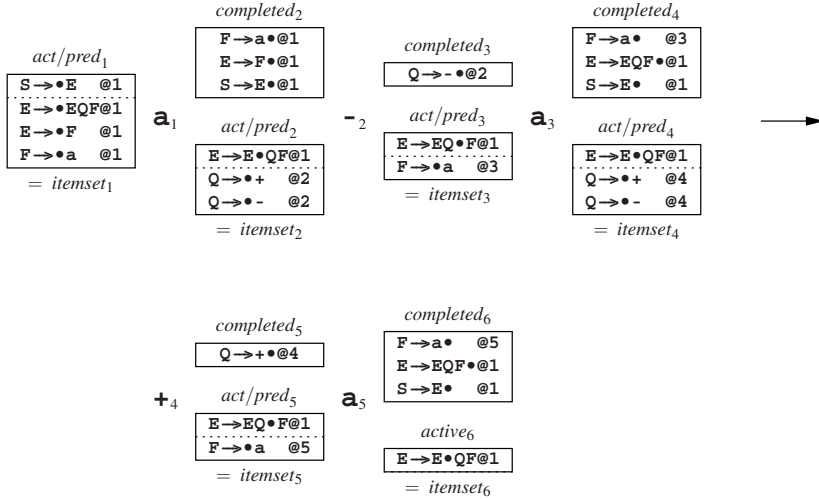 act/pred1
S→•E @1
E→•EQF@1
E→•F @1
F→•a @1
= itemset1
a1
completed2
F→a•@1
E→F•@1
S→E•@1
act/pred2
E→E•QF@1
Q→•+ @2
Q→•- @2
= itemset2
-2
completed3
Q→-•@2
act/pred3
E→EQ•F@1
F→•a @3
= itemset3
a3
completed4
F→a• @3
E→EQF•@1
S→E• @1
act/pred4
E→E•QF@1
Q→•+ @4
Q→•- @4
= itemset4
+4
completed5
Q→+•@4
act/pred5
E→EQ•F@1
F→•a @5
= itemset5
a5
completed6
F→a• @5
E→EQF•@1
S→E• @1
active6
E→E•QF@1
= itemset6